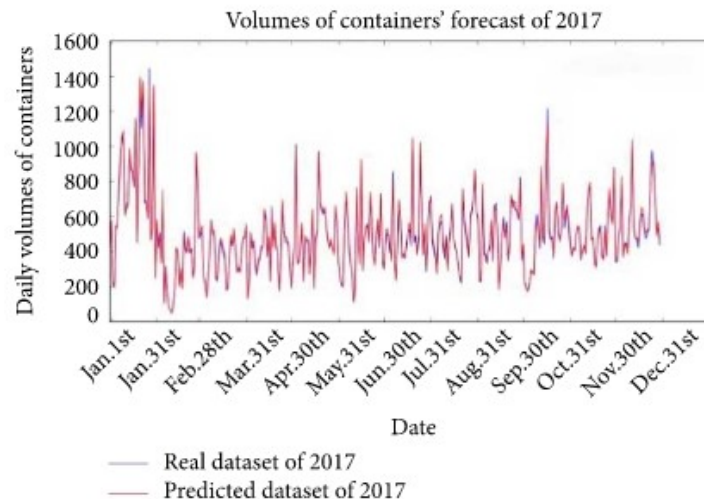 Volumes of containers' forecast of 2017
Daily volumes of containers
1600
1400
1200
1000
800
600
400
200
0
Jan.1st
Jan.31st
Feb.28th
Mar.31st
Apr.30th
May.31st
Jun.30th
Jul.31st
Aug.31st
Sep.30th
Oct.31st
Nov.30th
Dec.31st
Date
Real dataset of 2017
Predicted dataset of 2017